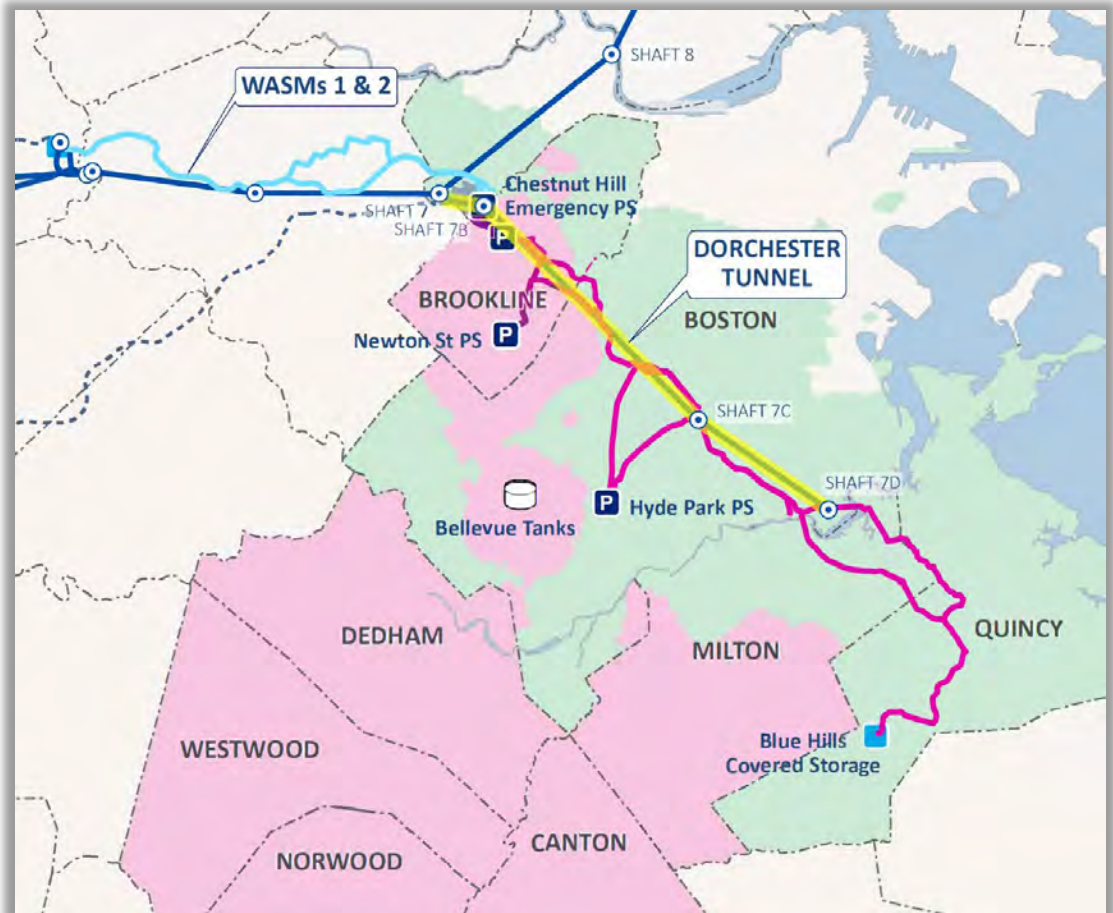 SHAFT 8
WASMs 1 & 2
Chestnut Hill
Emergency PS
SHAFT 7
SHAFT 7B
P
DORCHESTER
TUNNEL
BROOKLINE
BOSTON
Newton St PS
P
SHAFT 7C
SHAFT 7D
P
Hyde Park PS
Bellevue Tanks
DEDHAM
MILTON
QUINCY
WESTWOOD
Blue Hills
Covered Storage
CANTON
NORWOOD